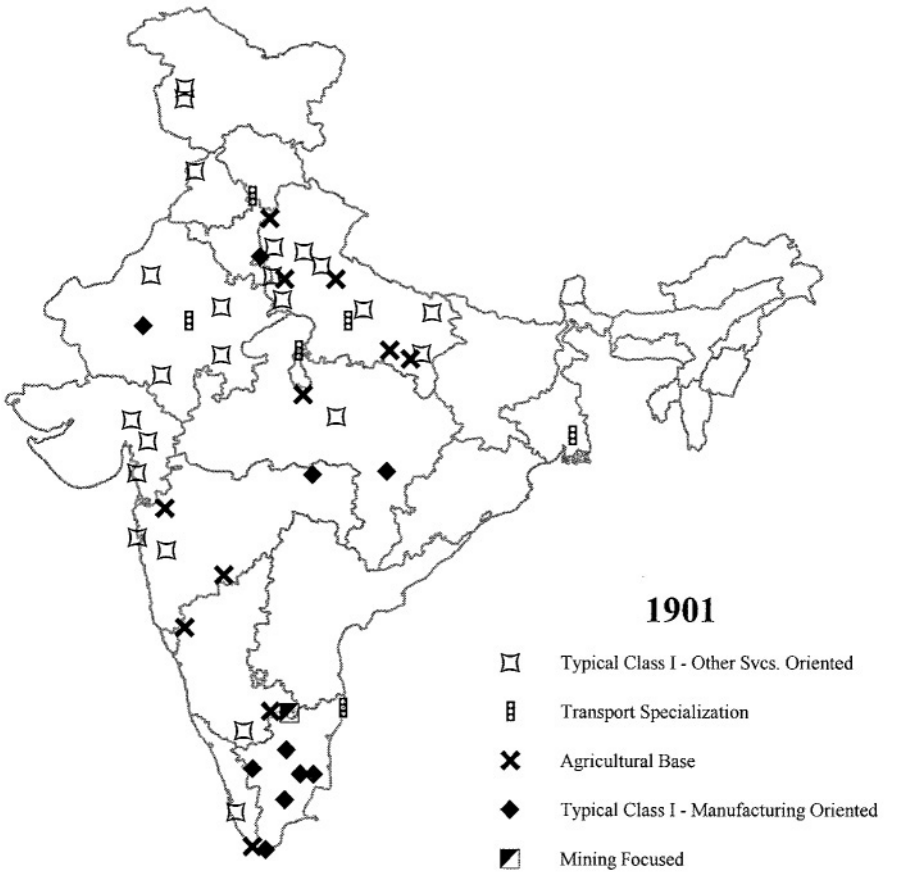 1901
Typical Class I - Other Svcs. Oriented
Transport Specialization
Agricultural Base
Typical Class I - Manufacturing Oriented
Mining Focused